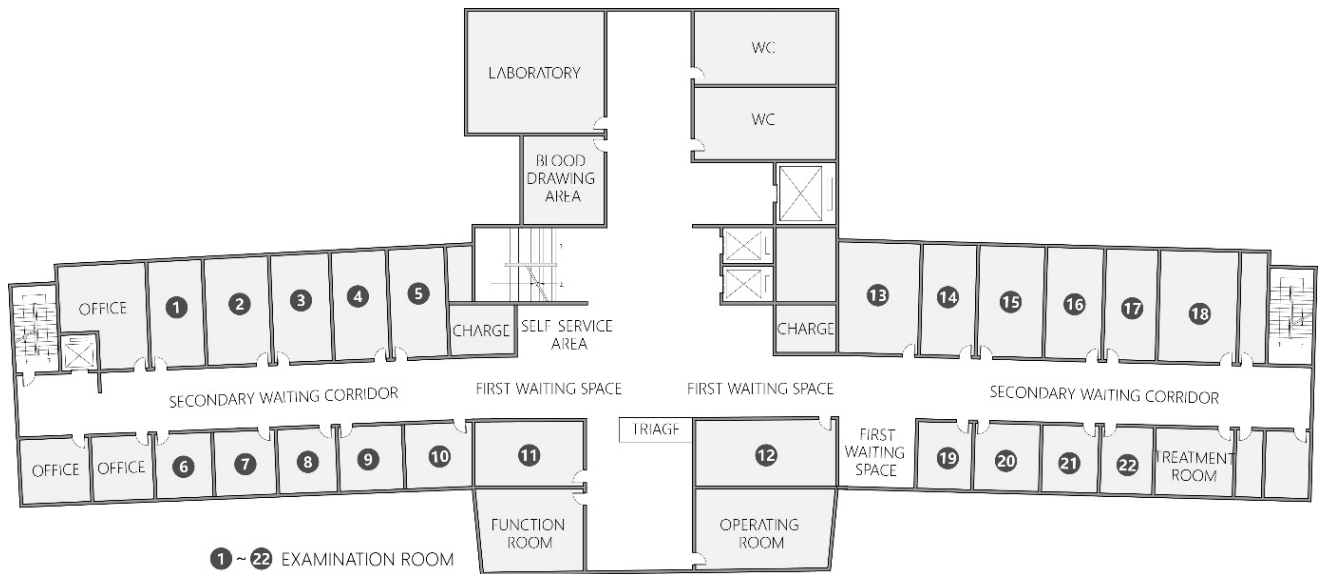 LABORATORY
WC
WC
BLOOD
DRAWING
AREA
OFFICE
1
2
3
4
5
CHARGE
SELF SERVICE
AREA
CHARGE
13
14
15
16
17
18
SECONDARY WAITING CORRIDOR
FIRST WAITING SPACE
FIRST WAITING SPACE
SECONDARY WAITING CORRIDOR
OFFICE
OFFICE
6
7
8
9
10
11
TRIAGE
12
FIRST
WAITING
SPACE
19
20
21
22
TREATMENT
ROOM
FUNCTION
ROOM
OPERATING
ROOM
1 ~ 22 EXAMINATION ROOM